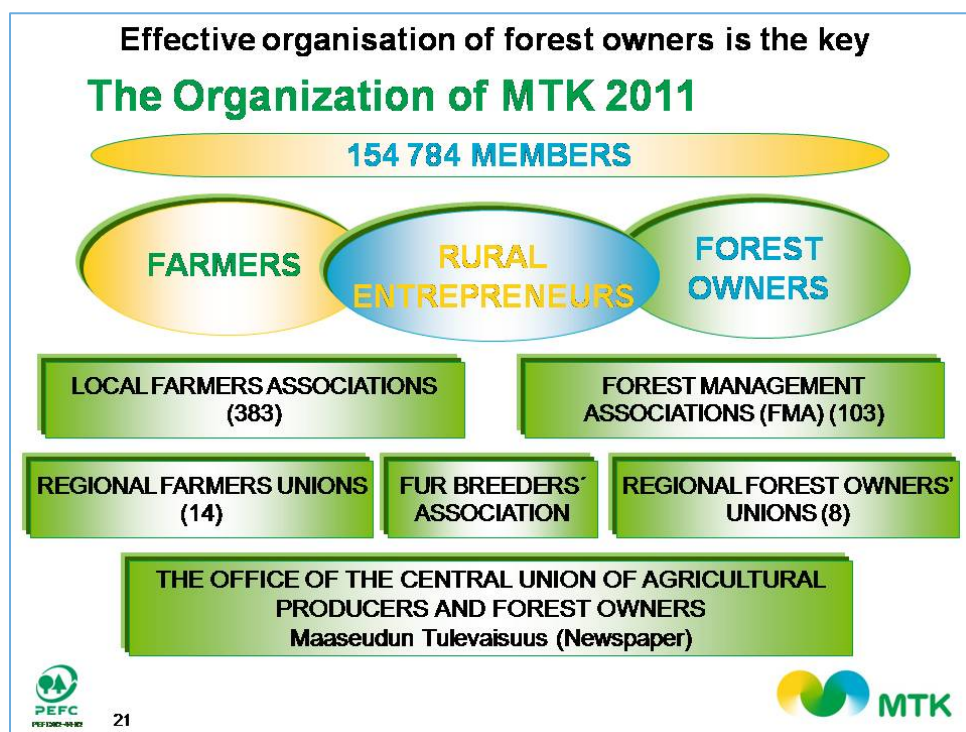 Effective organisation of forest owners is the key
The Organization of MTK 2011
154 784 MEMBERS
FARMERS
RURAL
ENTREPRENEURS
FOREST
OWNERS
LOCAL FARMERS ASSOCIATIONS
(383)
FOREST MANAGEMENT
ASSOCIATIONS (FMA) (103)
REGIONAL FARMERS UNIONS
(14)
FUR BREEDERS´
ASSOCIATION
REGIONAL FOREST OWNERS’
UNIONS (8)
THE OFFICE OF THE CENTRAL UNION OF AGRICULTURAL
PRODUCERS AND FOREST OWNERS
Maaseudun Tulevaisuus (Newspaper)
PEFC
21
MTK